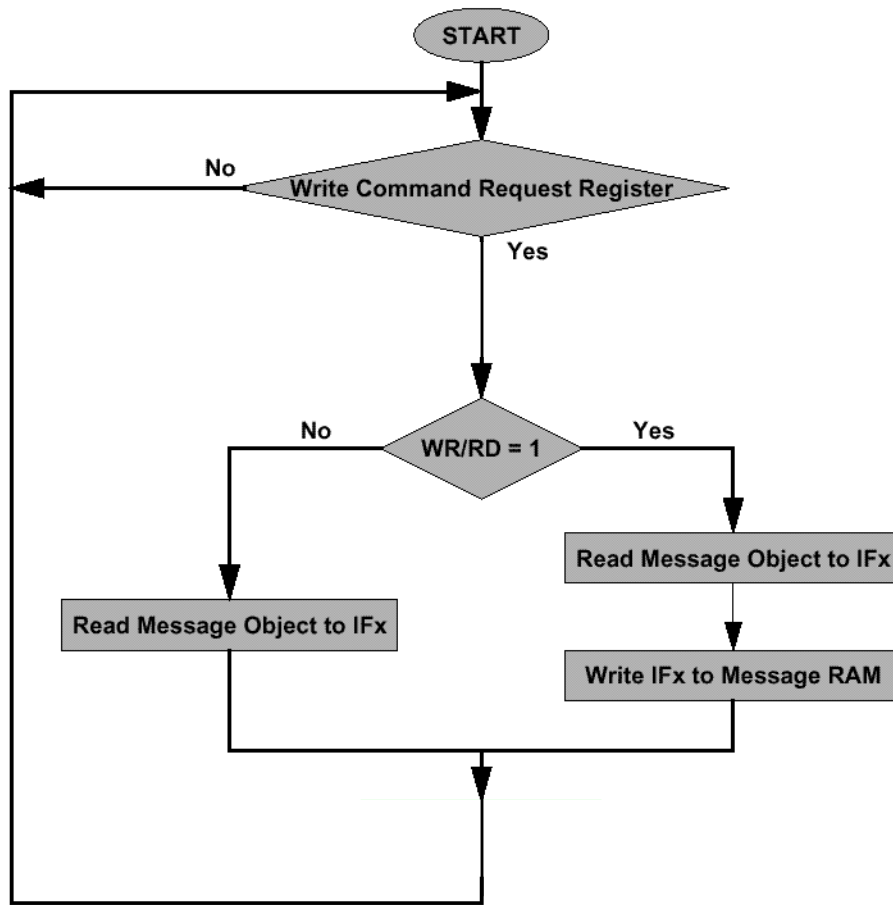 START
No
Write Command Request Register
Yes
No
WR/RD = 1
Yes
Read Message Object to IFx
Read Message Object to IFx
Write IFx to Message RAM